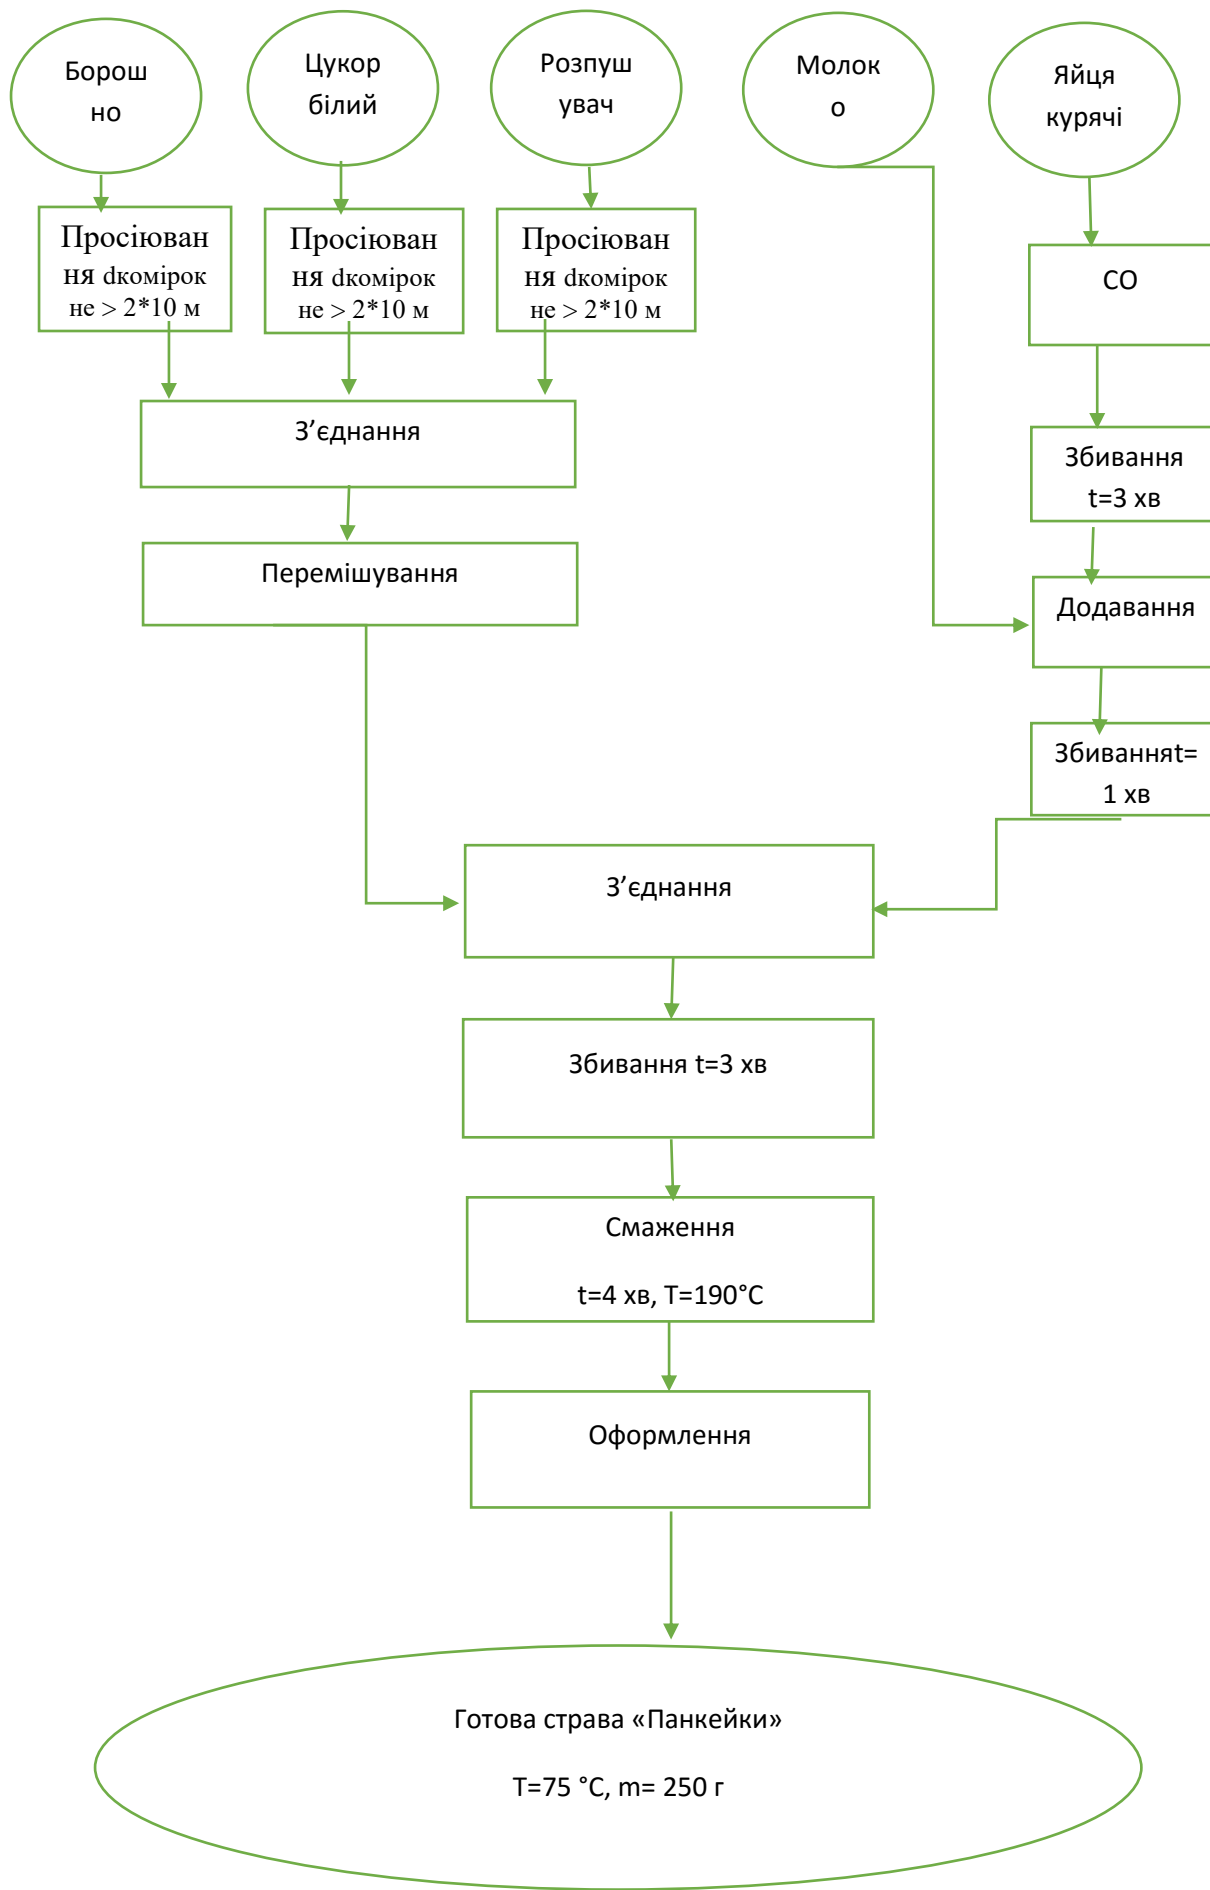 Борош
но
Цукор
білий
Розпуш
увач
Молок
о
Яйця
курячі
Просіюван
ня dкомірок
не > 2*10 м
Просіюван
ня dкомірок
не > 2*10 м
Просіюван
ня dкомірок
не > 2*10 м
СО
З’єднання
Збивання
t=3 хв
Перемішування
Додавання
Збиванняt=
1 хв
З’єднання
Збивання t=3 хв
Смаження
t=4 хв, T=190°C
Оформлення
Готова страва «Панкейки»
T=75 °C, m= 250 г